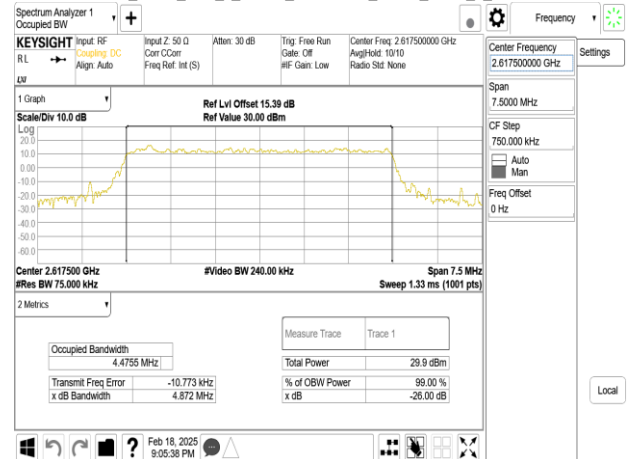 Spectrum Analyzer 1
Occupied BW
Frequency
KEYSIGHT
RL
LXI
Input: RF
Coupling: DC
Align: Auto
Input Z: 50 Ω
Corr CCorr
Freq Ref: Int (S)
Atten: 30 dB
Trig: Free Run
Gate: Off
#IF Gain: Low
Center Freq: 2.617500000 GHz
Avg|Hold: 10/10
Radio Std: None
Center Frequency
2.617500000 GHz
Settings
Span
7.5000 MHz
CF Step
750.000 kHz
Auto
Man
Freq Offset
0 Hz
Local
1 Graph
Scale/Div 10.0 dB
Ref Lvl Offset 15.39 dB
Ref Value 30.00 dBm
Log
20.0
10.0
0.00
-10.0
-20.0
-30.0
-40.0
-50.0
-60.0
Center 2.617500 GHz
#Video BW 240.00 kHz
Span 7.5 MHz
#Res BW 75.000 kHz
Sweep 1.33 ms (1001 pts)
2 Metrics
Measure Trace Trace 1
Occupied Bandwidth
4.4755 MHz
Total Power 29.9 dBm
Transmit Freq Error -10.773 kHz
% of OBW Power 99.00 %
x dB Bandwidth 4.872 MHz
x dB -26.00 dB
?
Feb 18, 2025
9:05:38 PM